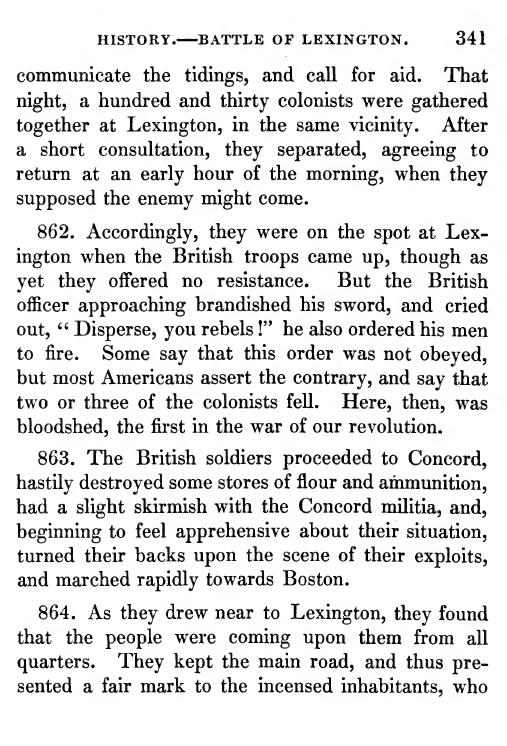 HISTORY.—BATTLE OF LEXINGTON. 341
communicate the tidings, and call for aid. That
night, a hundred and thirty colonists were gathered
together at Lexington, in the same vicinity. After
a short consultation, they separated, agreeing to
return at an early hour of the morning, when they
supposed the enemy might come.
862. Accordingly, they were on the spot at Lex-
ington when the British troops came up, though as
yet they offered no resistance. But the British
officer approaching brandished his sword, and cried
out, “ Disperse, you rebels !” he also ordered his men
to fire. Some say that this order was not obeyed,
but most Americans assert the contrary, and say that
two or three of the colonists fell. Here, then, was
bloodshed, the first in the war of our revolution.
863. The British soldiers proceeded to Concord,
hastily destroyed some stores of flour and ammunition,
had a slight skirmish with the Concord militia, and,
beginning to feel apprehensive about their situation,
turned their backs upon the scene of their exploits,
and marched rapidly towards Boston.
864. As they drew near to Lexington, they found
that the people were coming upon them from all
quarters. They kept the main road, and thus pre-
sented a fair mark to the incensed inhabitants, who